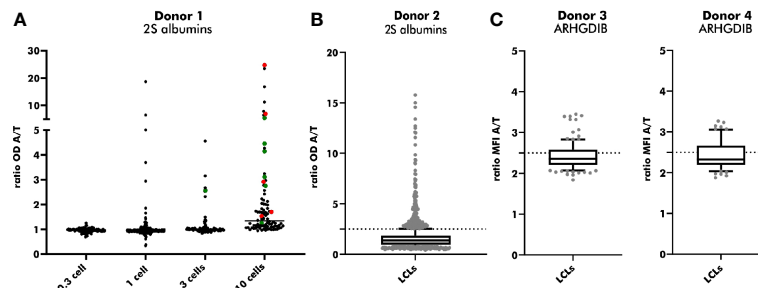 A
Donor 1
2S albumins
ratio OD A/T
30
20
10
5
4
3
2
1
0
0.3 cell
1 cell
3 cells
10 cells
B
Donor 2
2S albumins
ratio OD A/T
20
15
10
5
0
LCLs
C
Donor 3
ARHGDIB
ratio MFI A/T
5
4
3
2
1
0
LCLs
Donor 4
ARHGDIB
ratio MFI A/T
5
4
3
2
1
0
LCLs